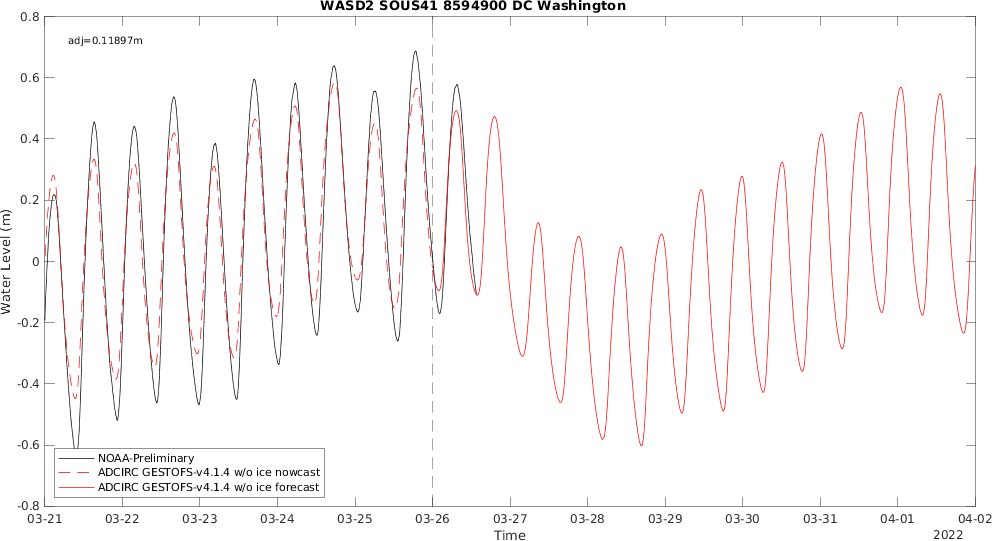 WASD2 SOUS41 8594900 DC Washington
adj=0.11897m
0.8
0.6
0.4
0.2
0
-0.2
-0.4
-0.6
-0.8
Water Level (m)
NOAA-Preliminary
ADCIRC GESTOFS-v4.1.4 w/o ice nowcast
ADCIRC GESTOFS-v4.1.4 w/o ice forecast
03-21 03-22 03-23 03-24 03-25 03-26 03-27 03-28 03-29 03-30 03-31 04-01 04-02
Time
2022